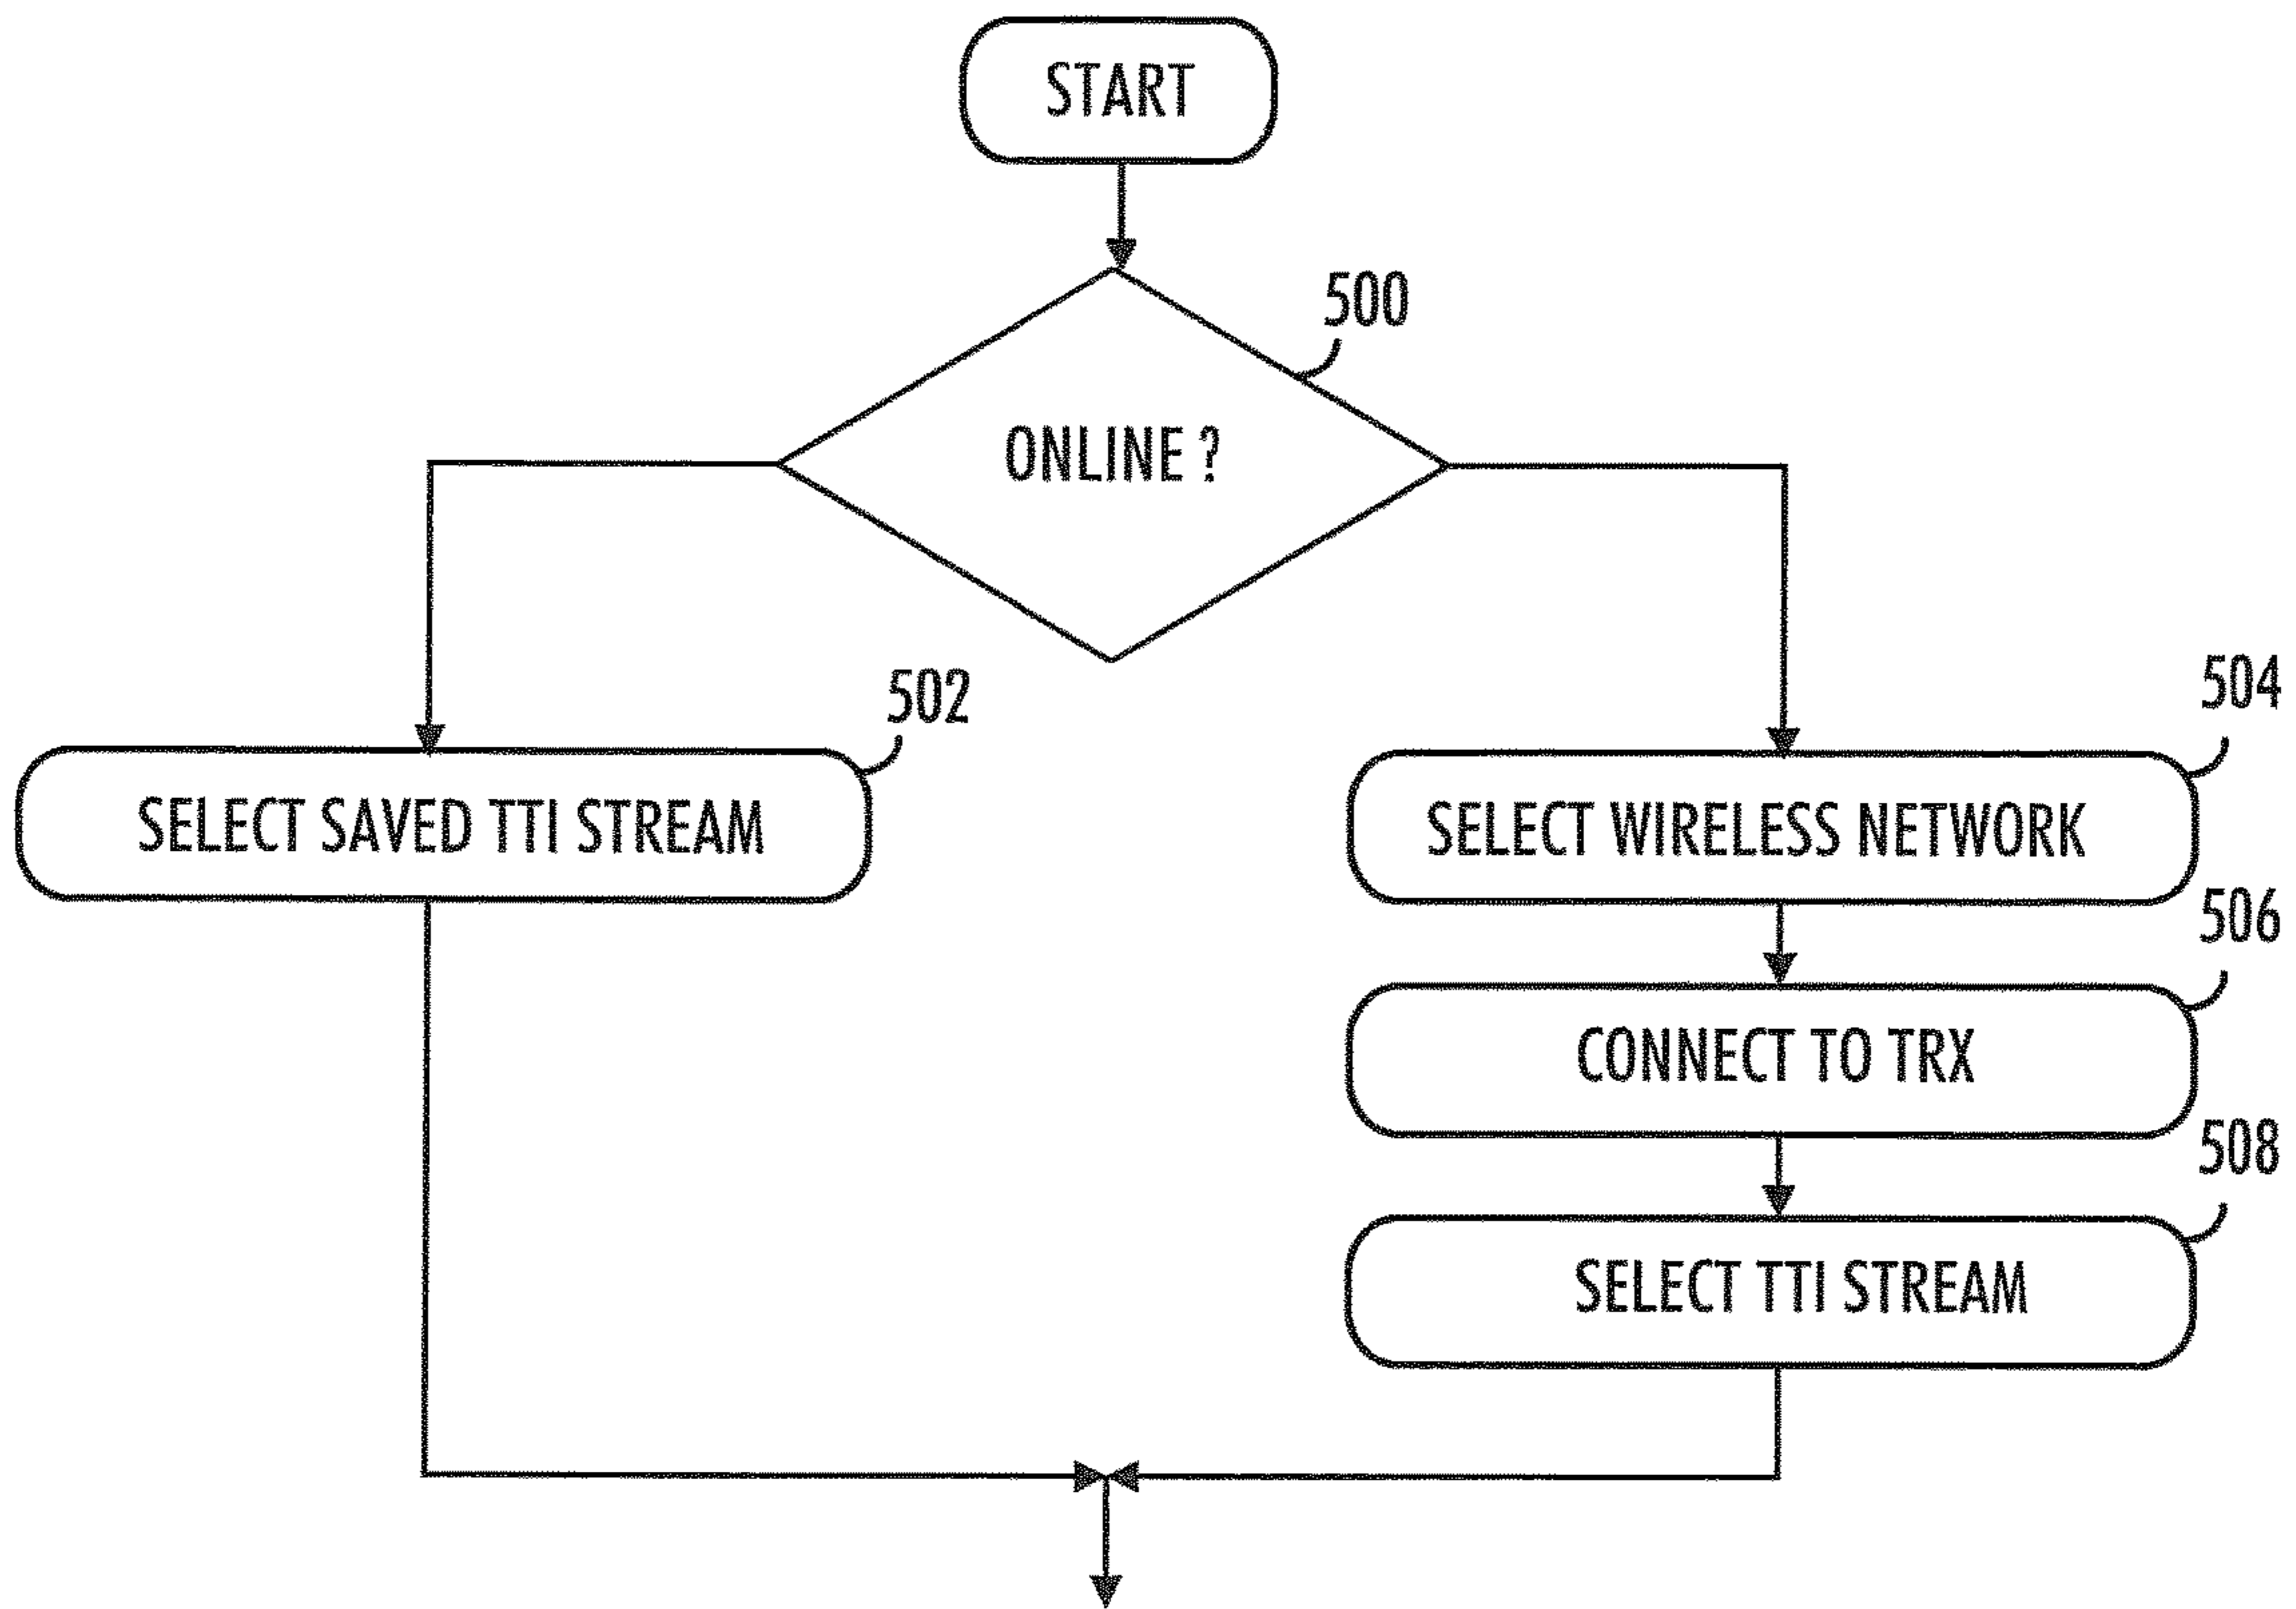 START
500
ONLINE ?
502
SELECT SAVED TTI STREAM
504
SELECT WIRELESS NETWORK
506
CONNECT TO TRX
508
SELECT TTI STREAM